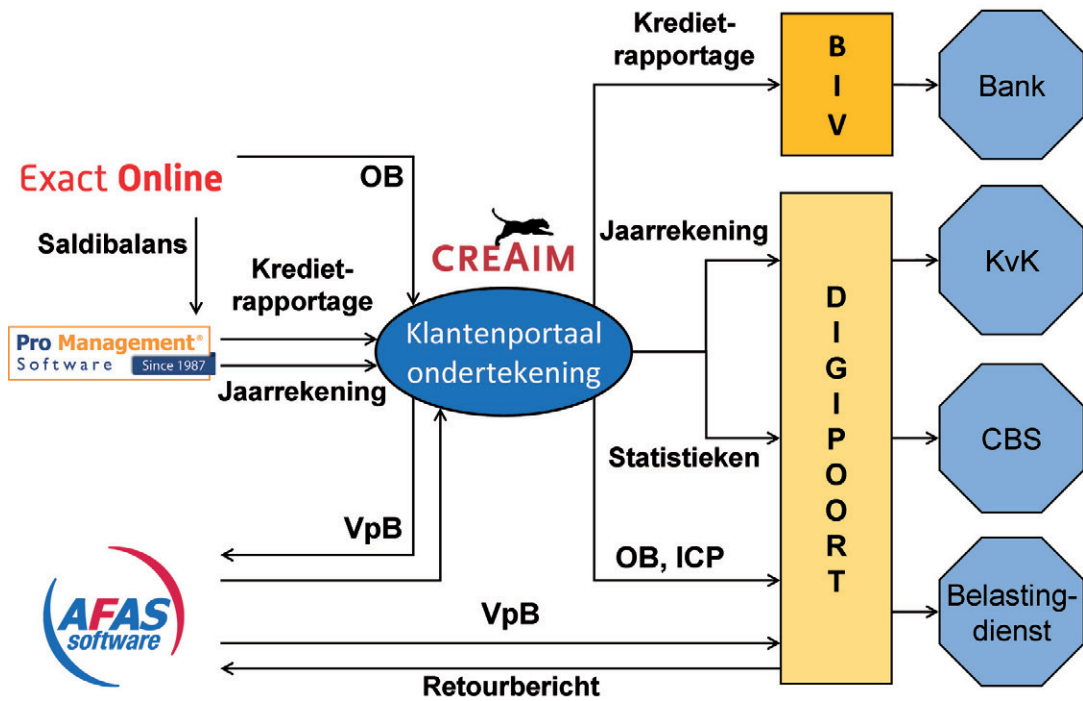 Krediet-
rapportage
B
I
V
Bank
Exact Online
OB
Saldibalans
CREAIM
Jaarrekening
KvK
Krediet-
rapportage
Pro Management®
Software Since 1987
Jaarrekening
Klantenportaal
ondertekening
D
I
G
I
P
O
O
R
T
Statistieken
CBS
VpB
OB, ICP
AFAS
software
VpB
Retourbericht
Belasting-
dienst